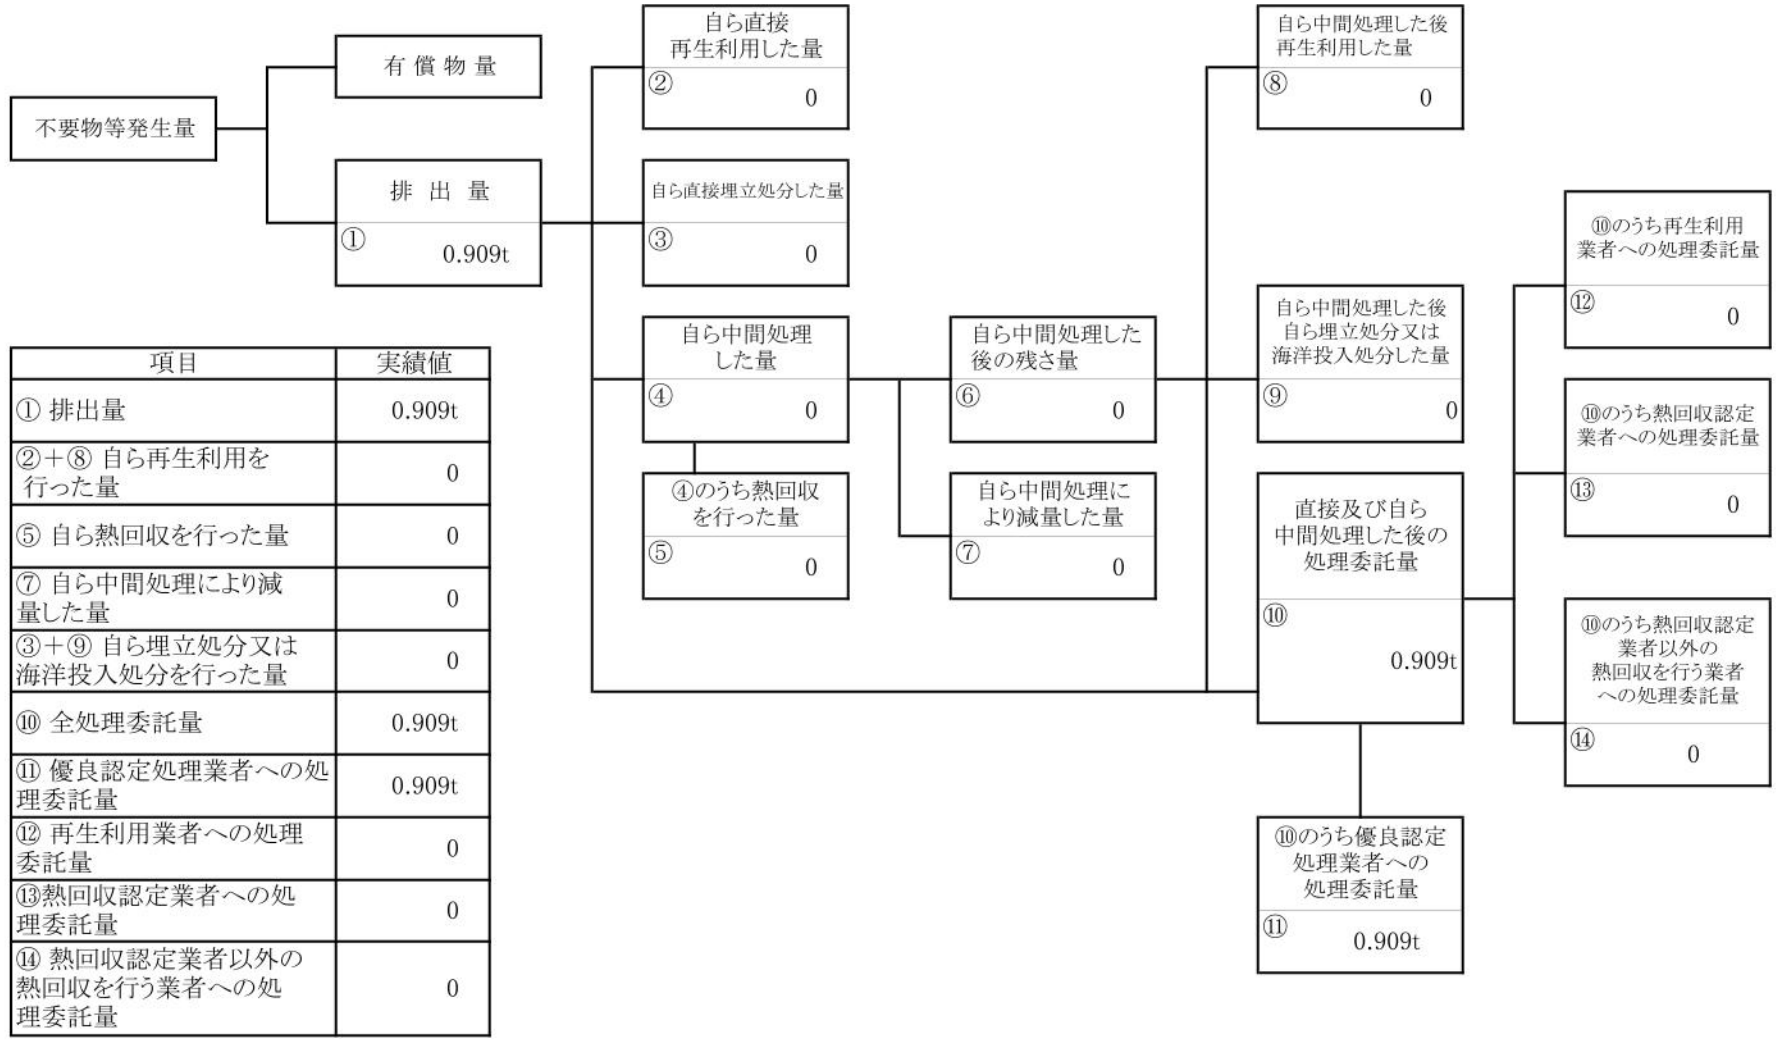 不要物等発生量
有 償 物 量
排 出 量
①
0.909t
自ら直接
再生利用した量
②
0
自ら直接埋立処分した量
③
0
自ら中間処理
した量
④
0
④のうち熱回収
を行った量
⑤
0
自ら中間処理した
後の残さ量
⑥
0
自ら中間処理に
より減量した量
⑦
0
自ら中間処理した後
再生利用した量
⑧
0
自ら中間処理した後
自ら埋立処分又は
海洋投入処分した量
⑨
0
直接及び自ら
中間処理した後の
処理委託量
⑩
0.909t
⑩のうち優良認定
処理業者への
処理委託量
⑪
0.909t
⑩のうち再生利用
業者への処理委託量
⑫
0
⑩のうち熱回収認定
業者への処理委託量
⑬
0
⑩のうち熱回収認定
業者以外の
熱回収を行う業者
への処理委託量
⑭
0
項目 実績値
① 排出量 0.909t
②+⑧ 自ら再生利用を
行った量
0
⑤ 自ら熱回収を行った量 0
⑦ 自ら中間処理により減
量した量
0
③+⑨ 自ら埋立処分又は
海洋投入処分を行った量
0
⑩ 全処理委託量 0.909t
⑪ 優良認定処理業者への処
理委託量
0.909t
⑫ 再生利用業者への処理
委託量
0
⑬熱回収認定業者への処
理委託量
0
⑭ 熱回収認定業者以外の
熱回収を行う業者への処
理委託量
0